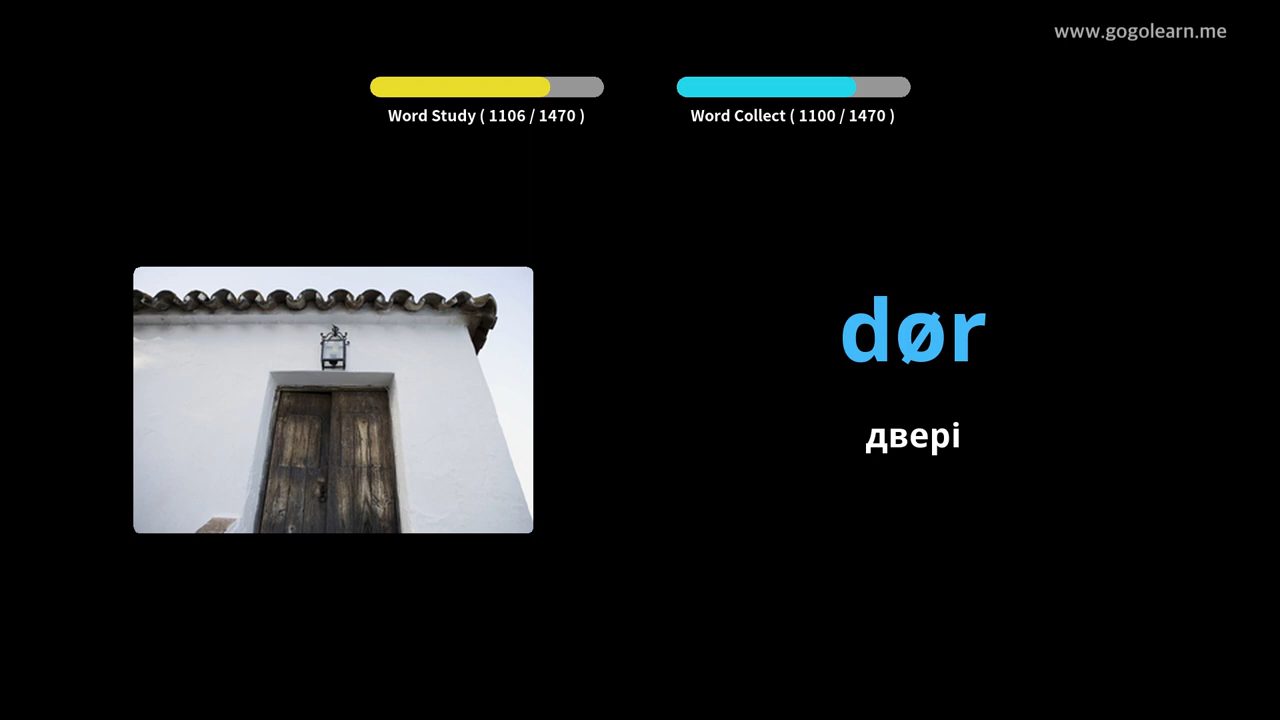 www.gogolearn.me
Word Study ( 1106 / 1470 )
Word Collect ( 1100 / 1470 )
dør
двері